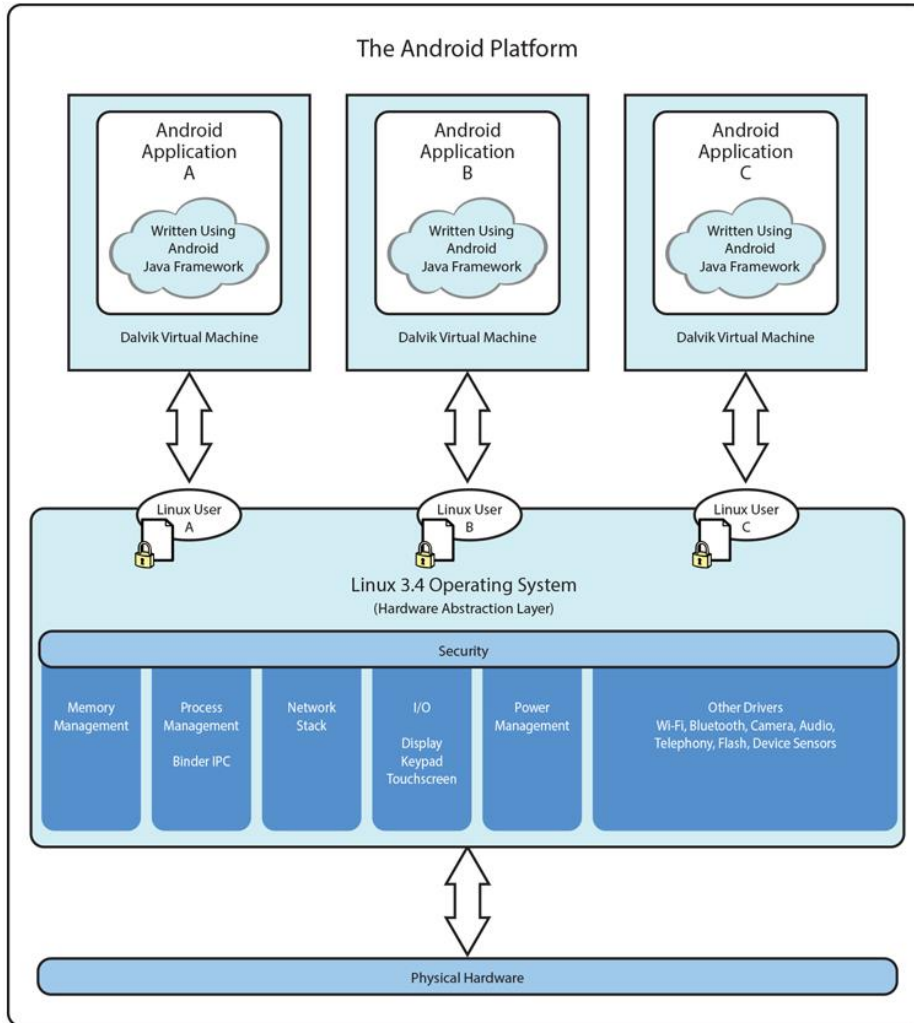 The Android Platform
Android
Application
A
Written Using
Android
Java Framework
Dalvik Virtual Machine
Android
Application
B
Written Using
Android
Java Framework
Dalvik Virtual Machine
Android
Application
C
Written Using
Android
Java Framework
Dalvik Virtual Machine
Linux User
A
Linux User
B
Linux User
C
Linux 3.4 Operating System
(Hardware Abstraction Layer)
Security
Memory
Management
Process
Management
Binder IPC
Network
Stack
I/O
Display
Keypad
Touchscreen
Power
Management
Other Drivers
Wi-Fi, Bluetooth, Camera, Audio,
Telephony, Flash, Device Sensors
Physical Hardware